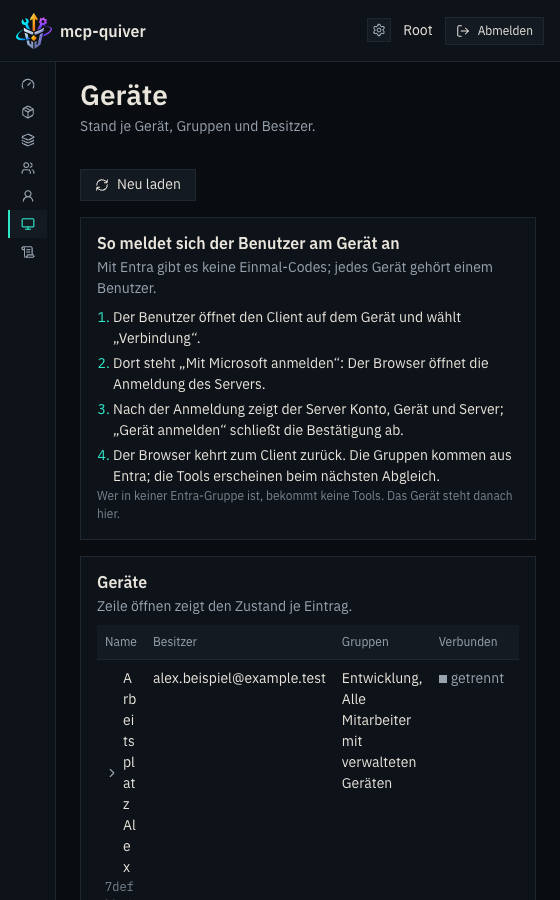 mcp-quiver
Root
Abmelden
Geräte
Stand je Gerät, Gruppen und Besitzer.
Neu laden
So meldet sich der Benutzer am Gerät an
Mit Entra gibt es keine Einmal-Codes; jedes Gerät gehört einem
Benutzer.
1. Der Benutzer öffnet den Client auf dem Gerät und wählt
„Verbindung“.
2. Dort steht „Mit Microsoft anmelden“: Der Browser öffnet die
Anmeldung des Servers.
3. Nach der Anmeldung zeigt der Server Konto, Gerät und Server;
„Gerät anmelden“ schließt die Bestätigung ab.
4. Der Browser kehrt zum Client zurück. Die Gruppen kommen aus
Entra; die Tools erscheinen beim nächsten Abgleich.
Wer in keiner Entra-Gruppe ist, bekommt keine Tools. Das Gerät steht danach
hier.
Geräte
Zeile öffnen zeigt den Zustand je Eintrag.
Name Besitzer Gruppen Verbunden
A
rb
ei
ts
pl
at
z
Al
e
x
7def
alex.beispiel@example.test
Entwicklung,
Alle
Mitarbeiter
mit
verwalteten
Geräten
getrennt